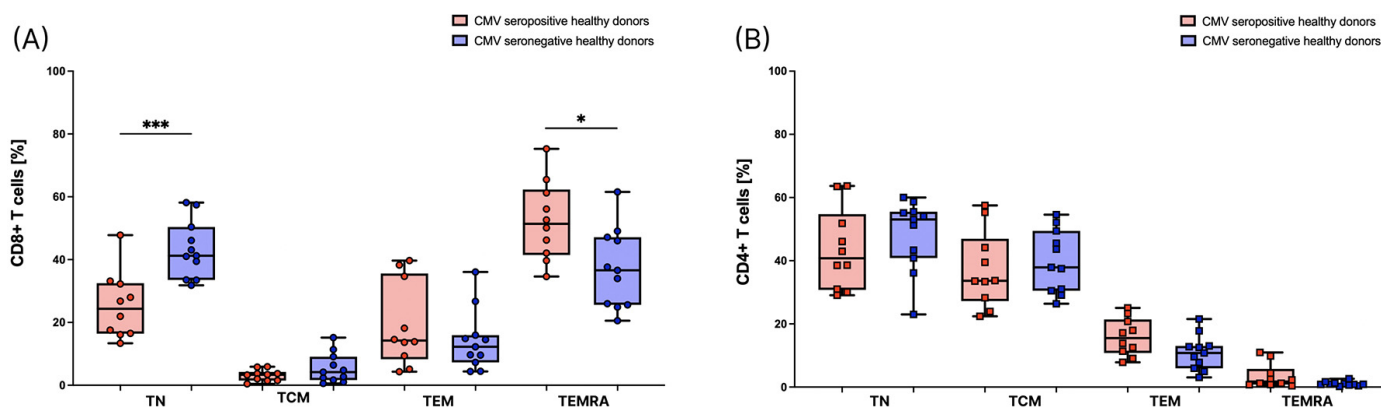 (A)
CMV seropositive healthy donors
CMV seronegative healthy donors
CD8+ T cells [%]
100
80
60
40
20
0
***
*
TN
TCM
TEM
TEMRA
(B)
CMV seropositive healthy donors
CMV seronegative healthy donors
CD4+ T cells [%]
100
80
60
40
20
0
TN
TCM
TEM
TEMRA